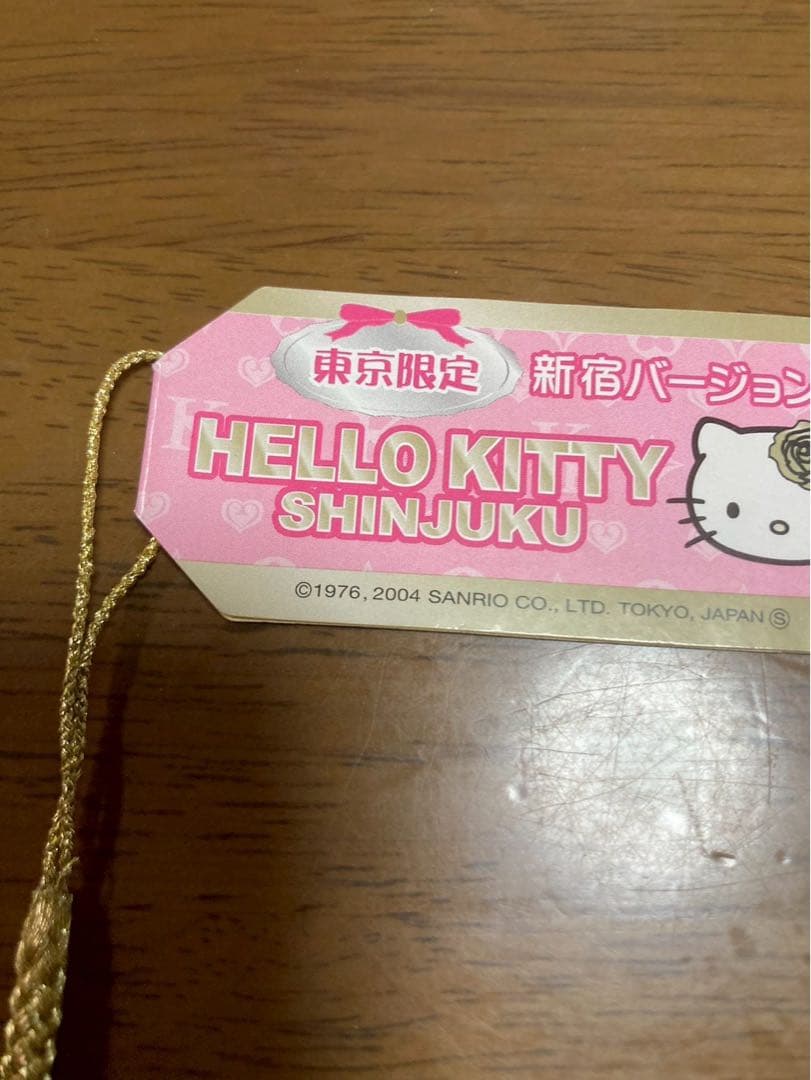 東京限定 新宿バージョン
HELLO KITTY
SHINJUKU
©1976, 2004 SANRIO CO., LTD. TOKYO, JAPAN Ⓢ